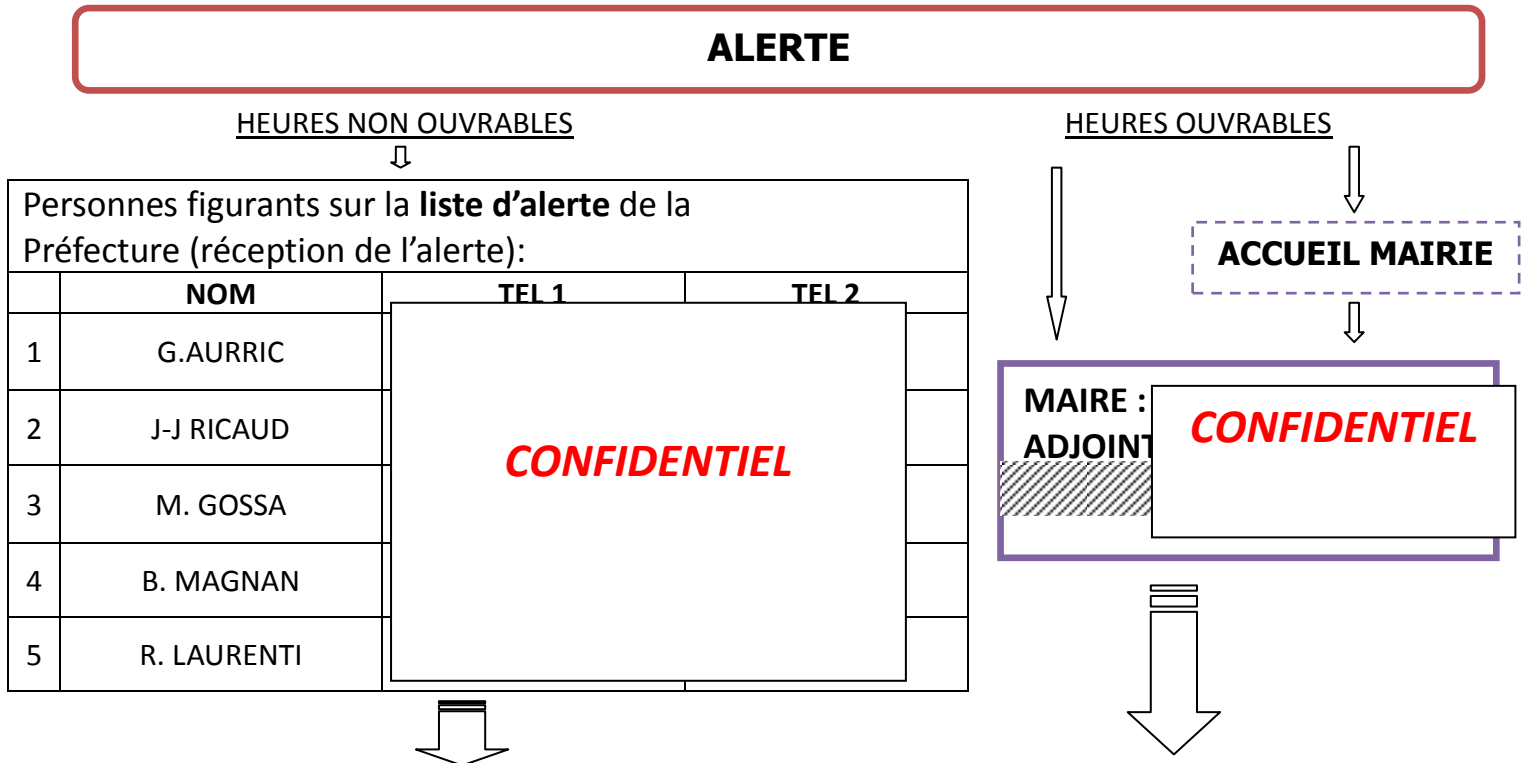 ALERTE
HEURES NON OUVRABLES
HEURES OUVRABLES
Personnes figurants sur la liste d’alerte de la
Préfecture (réception de l’alerte):
NOM TEL 1 TEL 2
1 G.AURRIC
2 J-J RICAUD
3 M. GOSSA
4 B. MAGNAN
5 R. LAURENTI
CONFIDENTIEL
ACCUEIL MAIRIE
MAIRE :
ADJOINT
CONFIDENTIEL